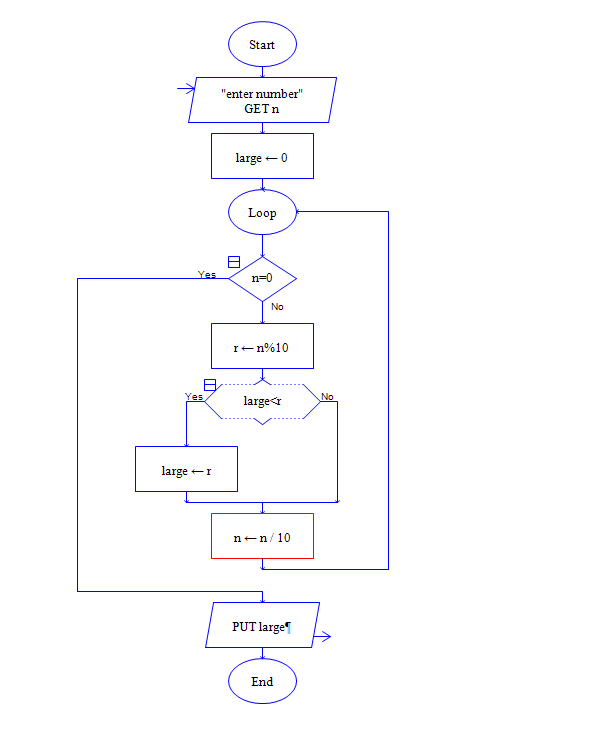 Start
"enter number"
GET n
large ← 0
Loop
Yes
n=0
No
r ← n%10
Yes
large<r
No
large ← r
n ← n / 10
PUT large¶
End